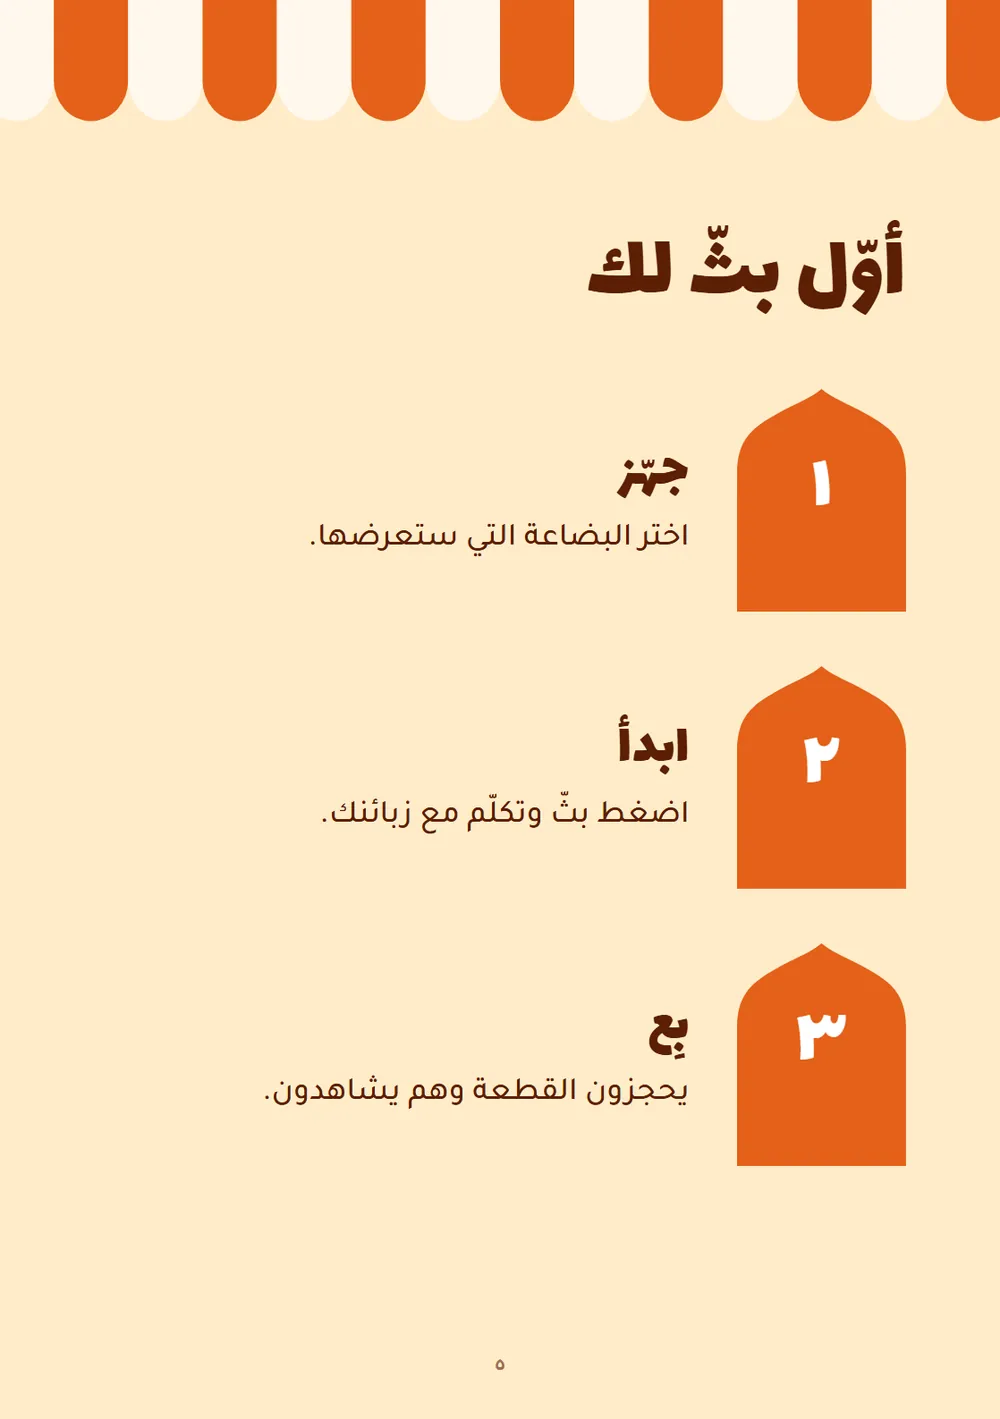 أوّل بثّ لك
١
جهّز
اختر البضاعة التي ستعرضها.
٢
ابدأ
اضغط بثّ وتكلّم مع زبائنك.
٣
بِع
يحجزون القطعة وهم يشاهدون.
٥